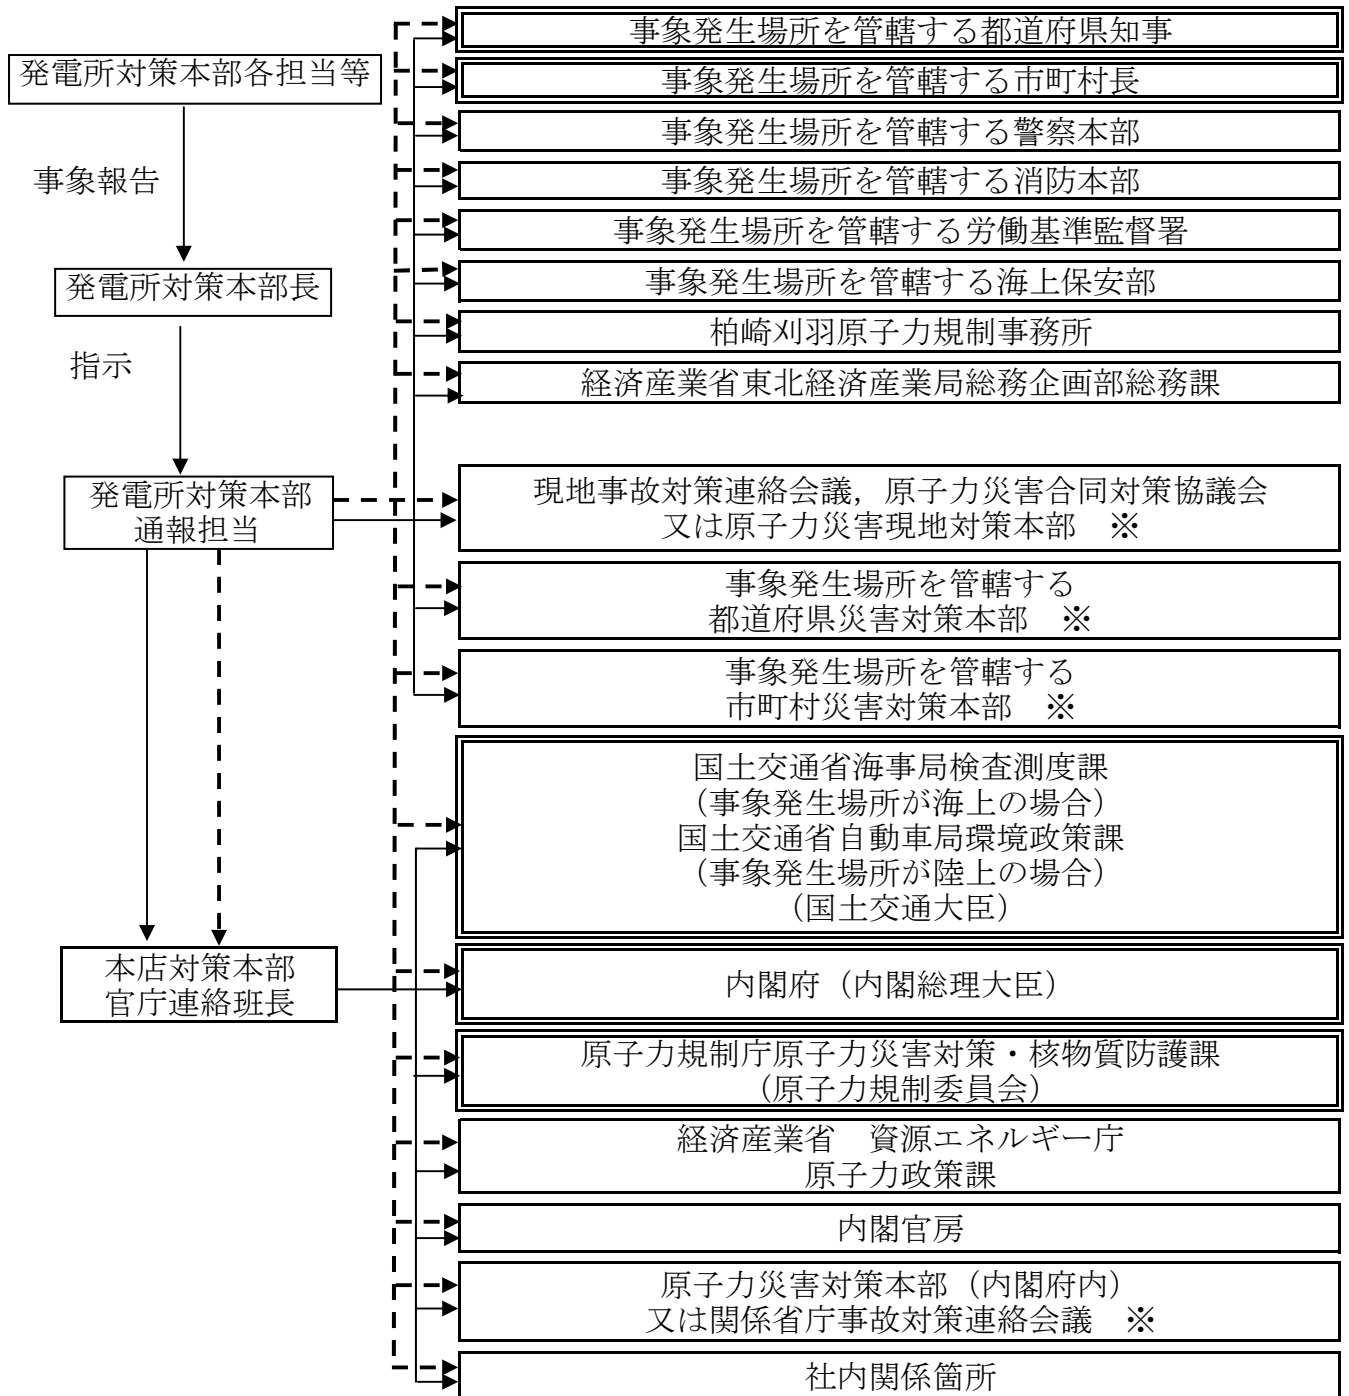 発電所対策本部各担当等
事象報告
発電所対策本部長
指示
発電所対策本部
通報担当
本店対策本部
官庁連絡班長
事象発生場所を管轄する都道府県知事
事象発生場所を管轄する市町村長
事象発生場所を管轄する警察本部
事象発生場所を管轄する消防本部
事象発生場所を管轄する労働基準監督署
事象発生場所を管轄する海上保安部
柏崎刈羽原子力規制事務所
経済産業省東北経済産業局総務企画部総務課
現地事故対策連絡会議，原子力災害合同対策協議会
又は原子力災害現地対策本部　※
事象発生場所を管轄する
都道府県災害対策本部　※
事象発生場所を管轄する
市町村災害対策本部　※
国土交通省海事局検査測度課
（事象発生場所が海上の場合）
国土交通省自動車局環境政策課
（事象発生場所が陸上の場合）
（国土交通大臣）
内閣府（内閣総理大臣）
原子力規制庁原子力災害対策・核物質防護課
（原子力規制委員会）
経済産業省　資源エネルギー庁
原子力政策課
内閣官房
原子力災害対策本部（内閣府内）
又は関係省庁事故対策連絡会議　※
社内関係箇所